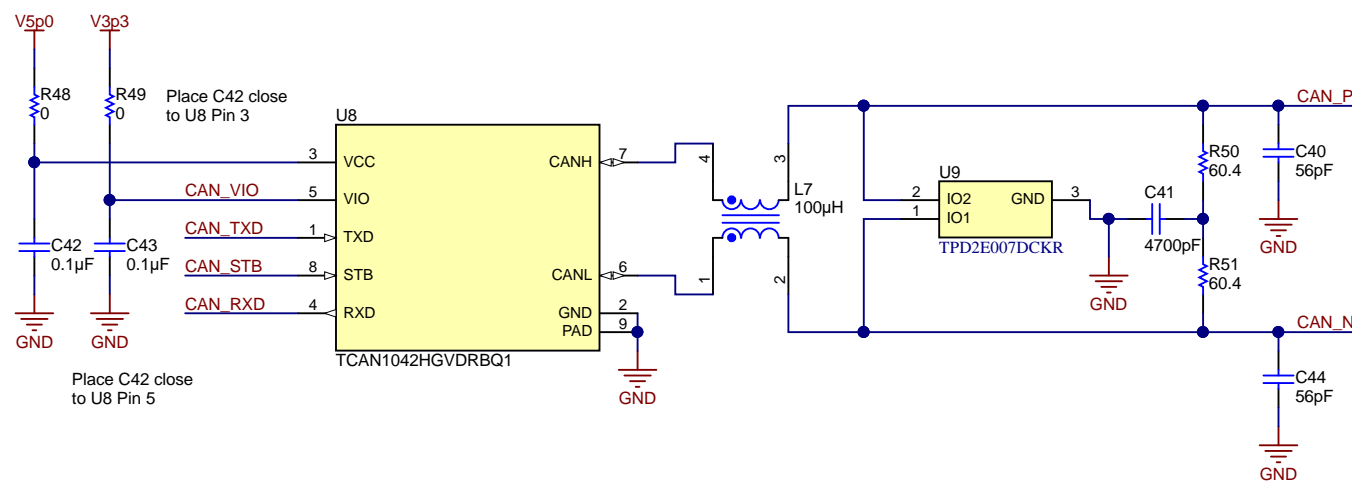 V5p0
V3p3
R48
0
R49
0
Place C42 close
to U8 Pin 3
U8
3
VCC
5
VIO
1
TXD
8
STB
4
RXD
CANH
7
CANL
6
GND
2
PAD
9
TCAN1042HGVDRBQ1
CAN_VIO
CAN_TXD
CAN_STB
CAN_RXD
C42
0.1µF
C43
0.1µF
GND
GND
Place C42 close
to U8 Pin 5
GND
4
3
1
2
L7
100µH
U9
2
IO2
1
IO1
GND
3
TPD2E007DCKR
C41
4700pF
GND
R50
60.4
R51
60.4
CAN_P
C40
56pF
GND
CAN_N
C44
56pF
GND